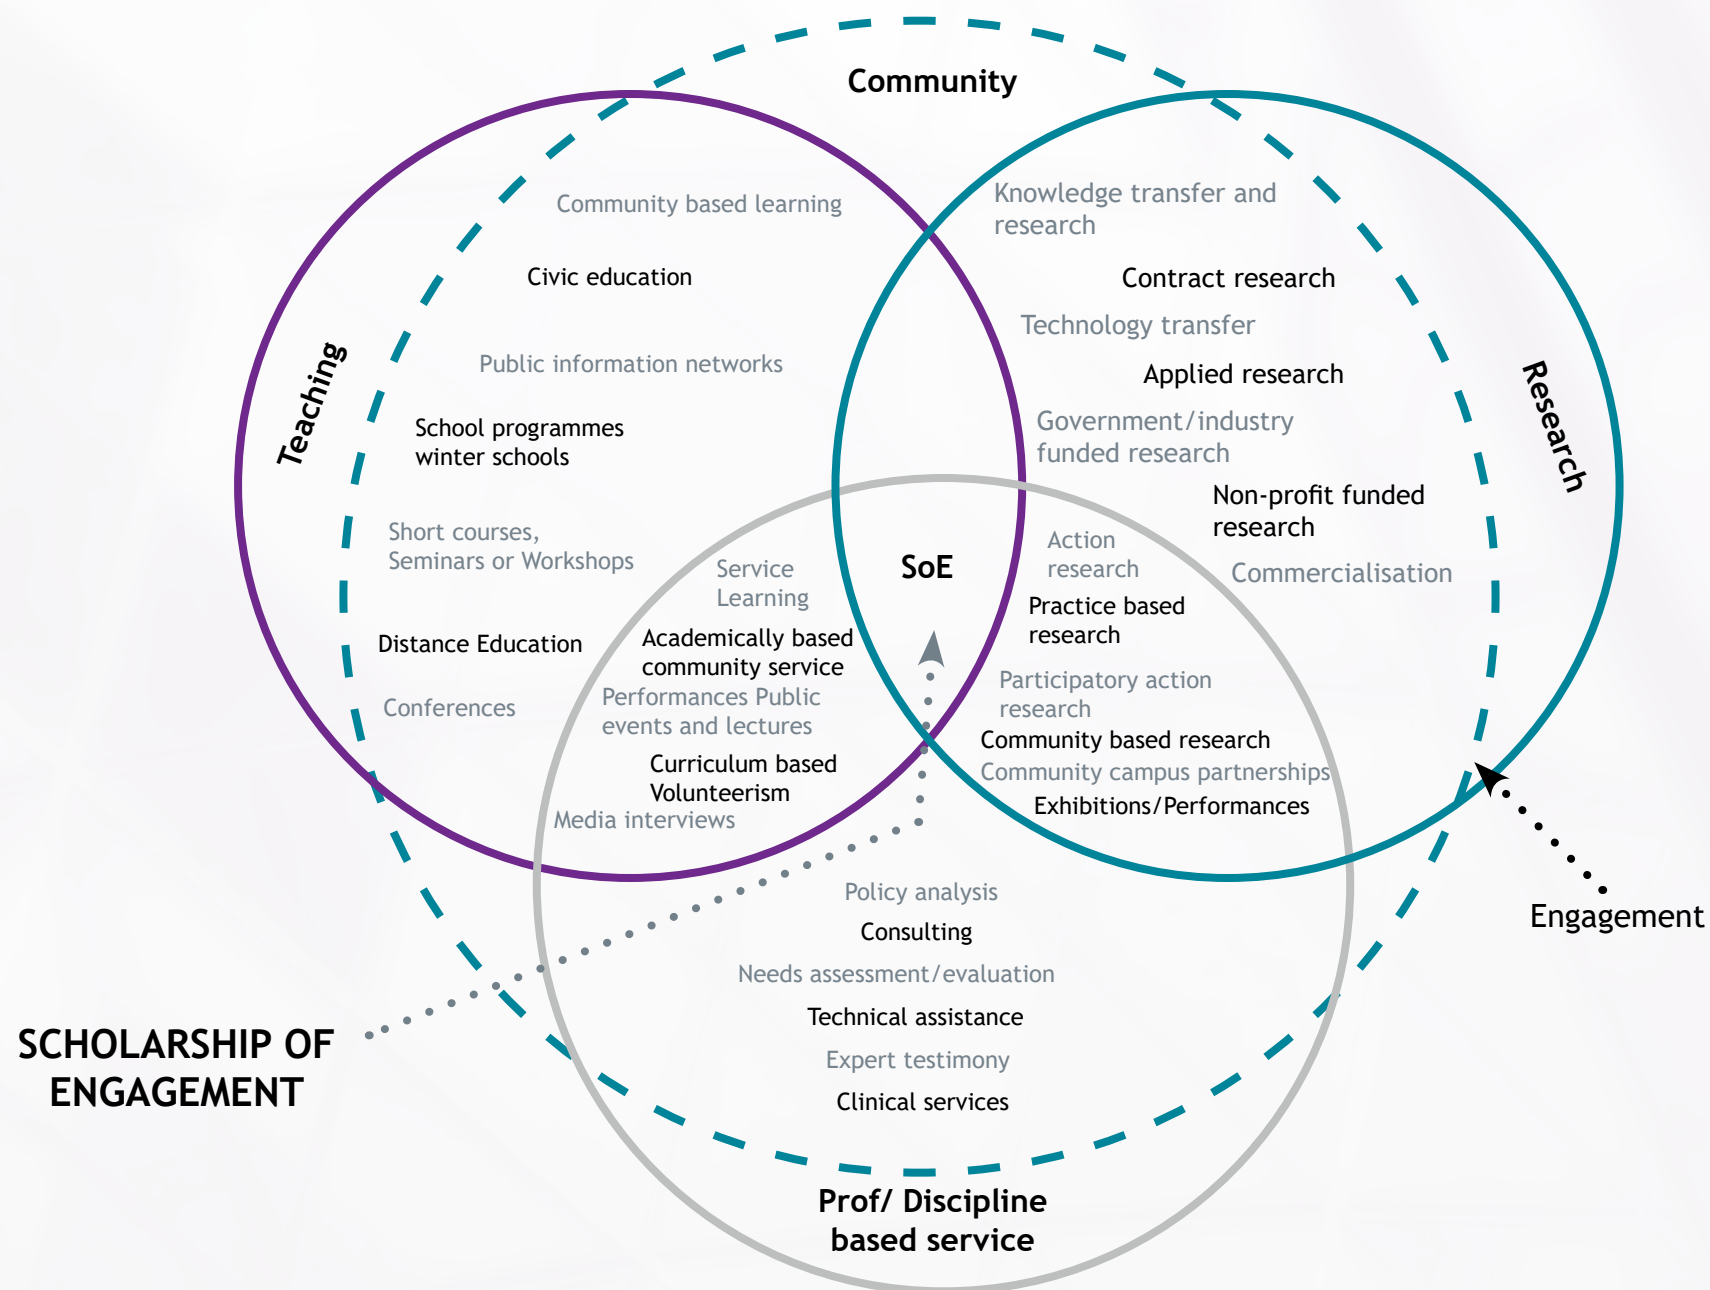 Community
Teaching
Community based learning
Civic education
Public information networks
School programmes
winter schools
Short courses,
Seminars or Workshops
Distance Education
Conferences
Knowledge transfer and
research
Contract research
Technology transfer
Applied research
Government/industry
funded research
Non-profit funded
research
Commercialisation
Research
Service
Learning
Academically based
community service
Performances Public
events and lectures
Curriculum based
Volunteerism
Media interviews
SoE
Action
research
Practice based
research
Participatory action
research
Community based research
Community campus partnerships
Exhibitions/Performances
Policy analysis
Consulting
Needs assessment/evaluation
Technical assistance
Expert testimony
Clinical services
Prof/ Discipline
based service
Engagement
SCHOLARSHIP OF
ENGAGEMENT